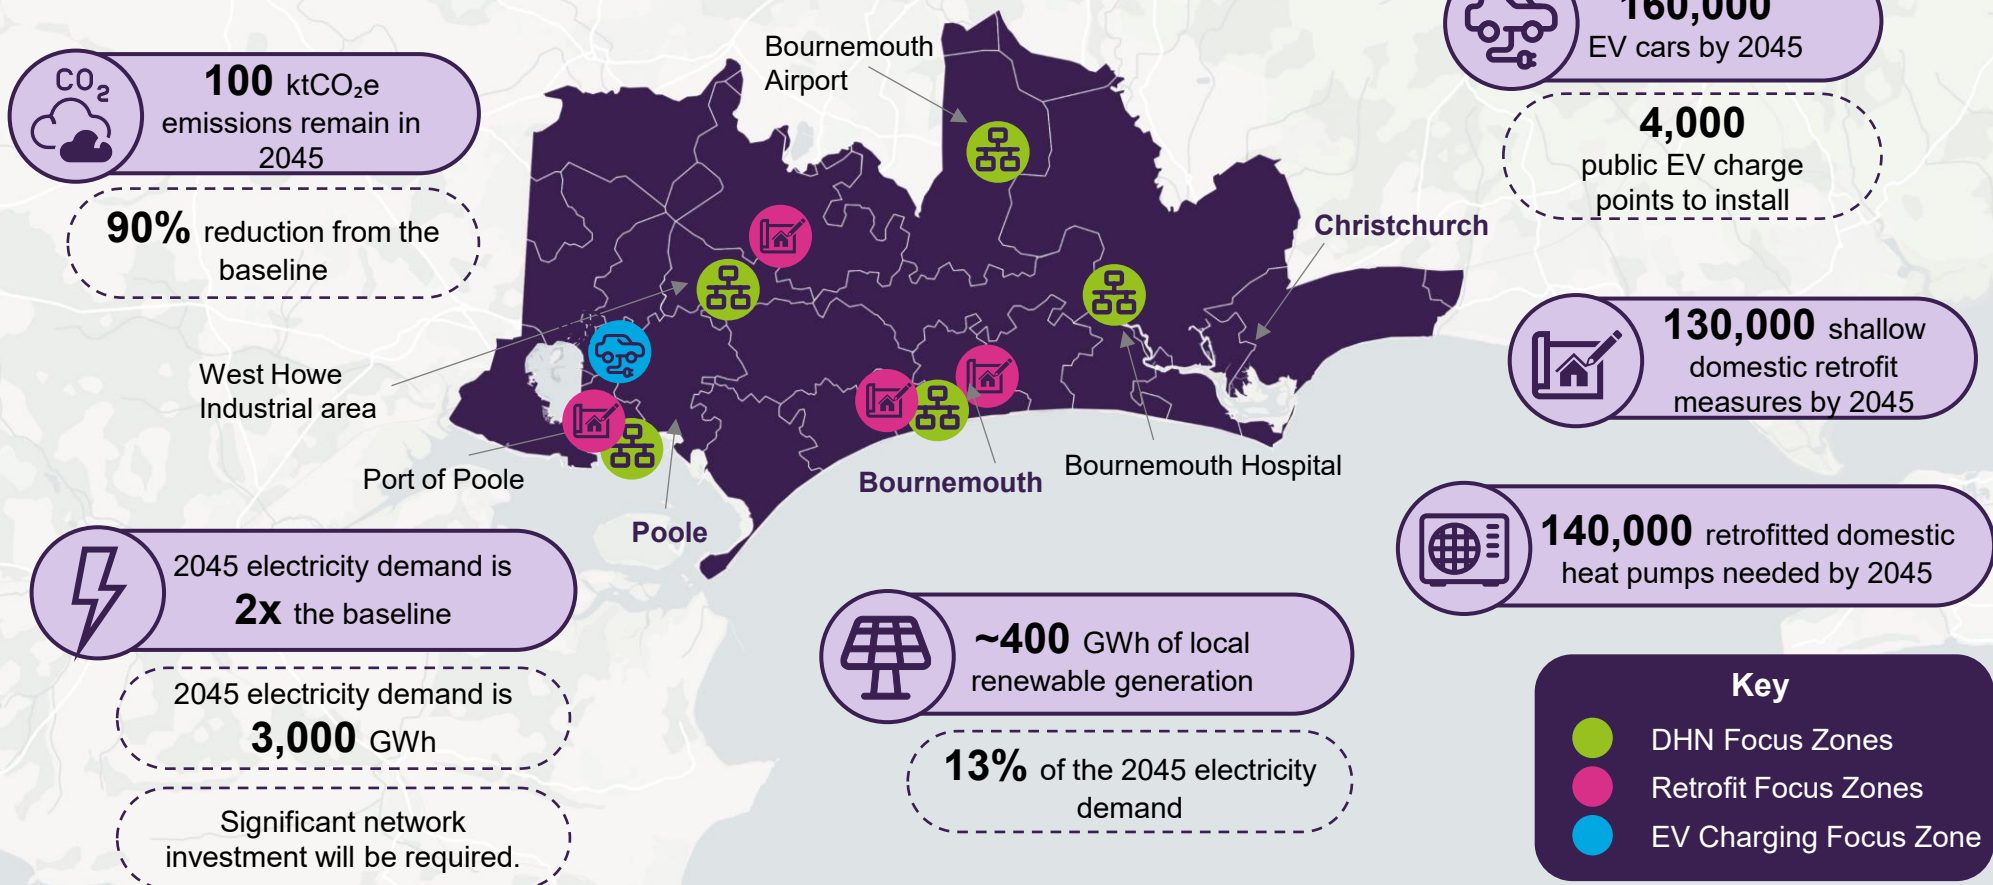 CO₂
100 ktCO₂e
emissions remain in
2045
90% reduction from the
baseline
Bournemouth
Airport
160,000
EV cars by 2045
4,000
public EV charge
points to install
Christchurch
West Howe
Industrial area
Port of Poole
Poole
Bournemouth
Bournemouth Hospital
130,000 shallow
domestic retrofit
measures by 2045
140,000 retrofitted domestic
heat pumps needed by 2045
2045 electricity demand is
2x the baseline
2045 electricity demand is
3,000 GWh
Significant network
investment will be required.
~400 GWh of local
renewable generation
13% of the 2045 electricity
demand
Key
DHN Focus Zones
Retrofit Focus Zones
EV Charging Focus Zone